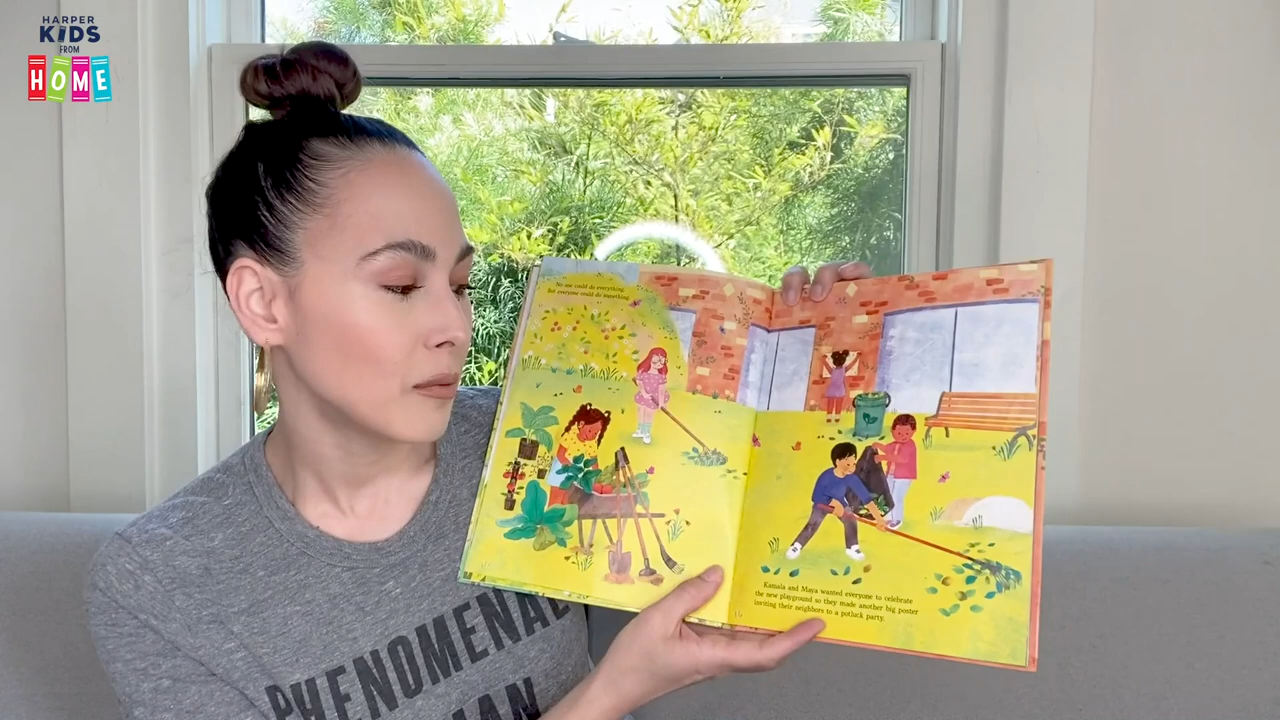 HARPER
KiDS
FROM
HOME
No one could do everything.
But everyone could do something.
Kamala and Maya wanted everyone to celebrate
the new playground so they made another big poster
inviting their neighbors to a potluck party.
16
PHENOMENAL